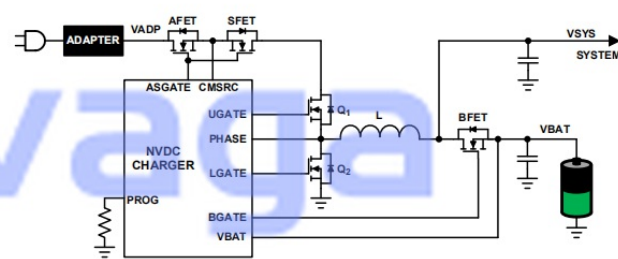 AFET SFET
VADP
ADAPTER
VSYS
SYSTEM
ASGATE CMSRC
UGATE
Q1
L
BFET
PHASE
VBAT
NVDC
CHARGER
LGATE
Q2
PROG
BGATE
VBAT
vaga